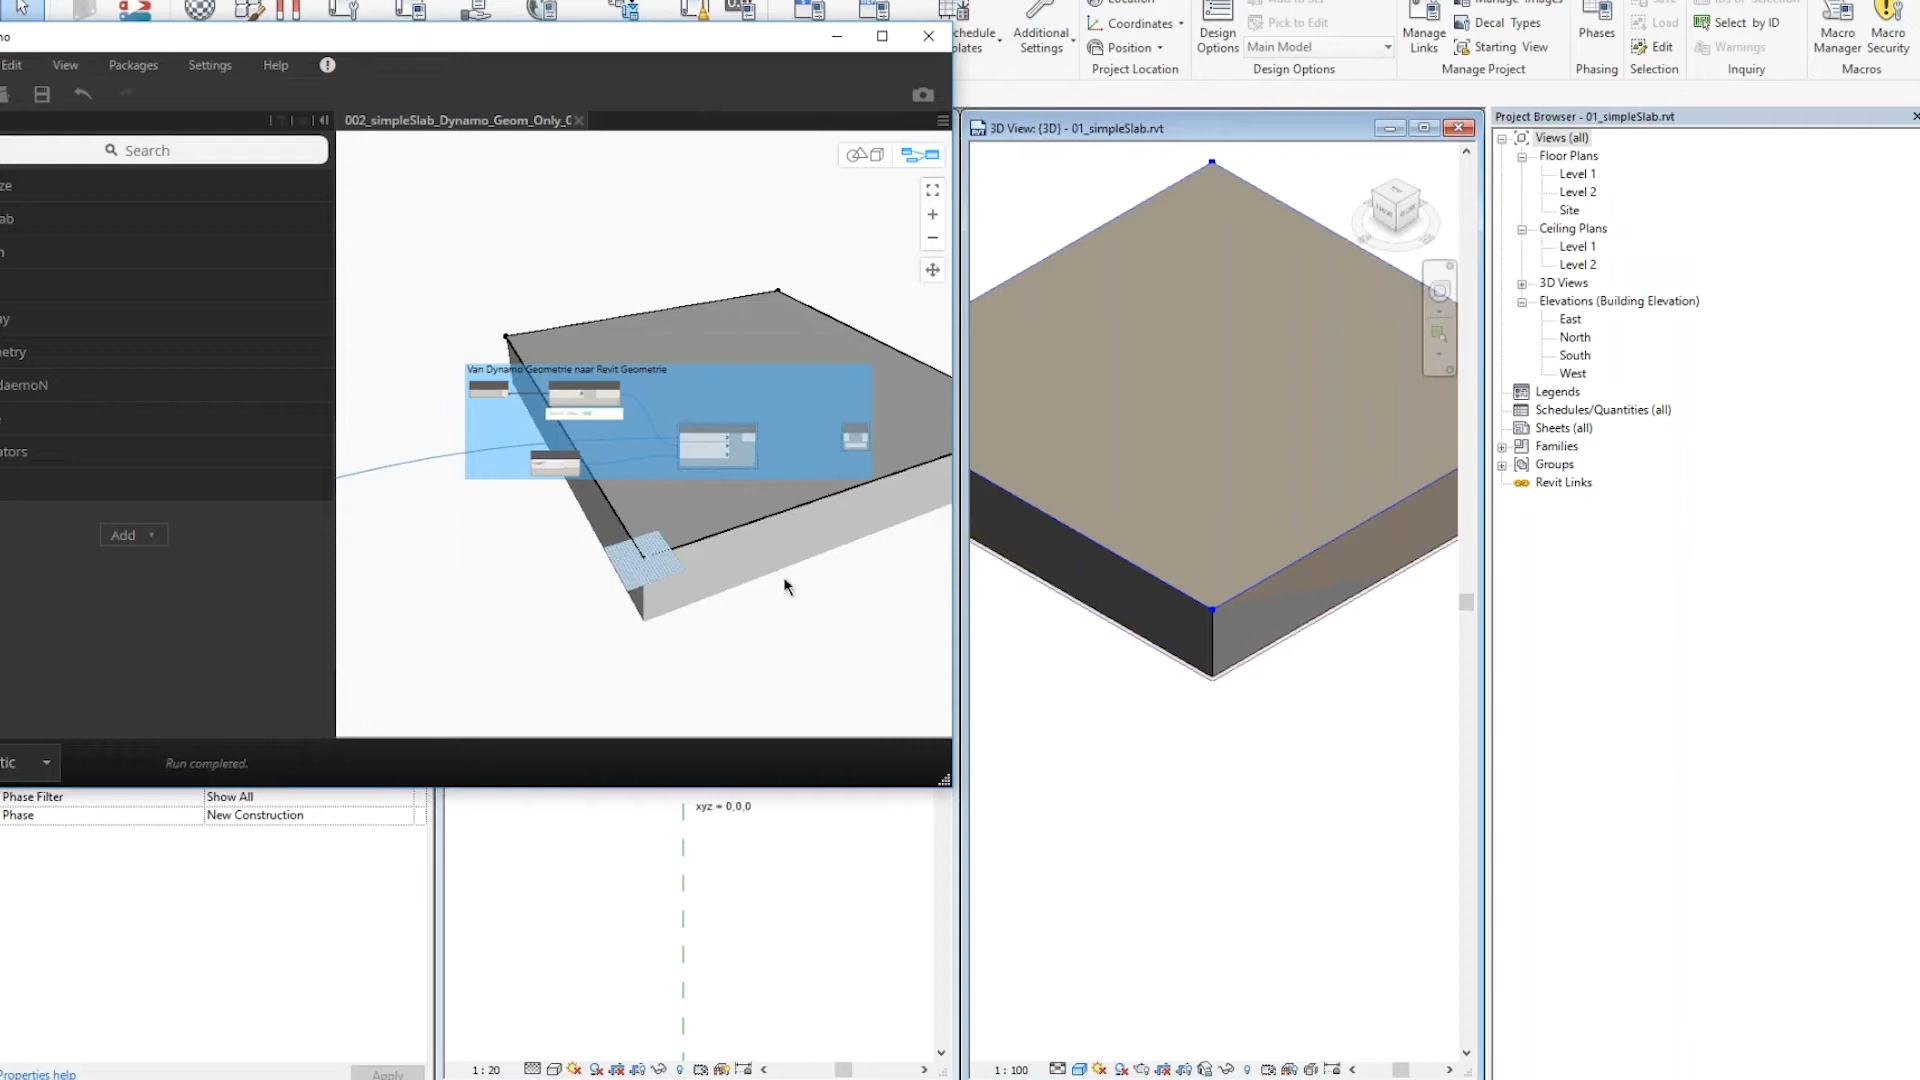 Edit
View
Packages
Settings
Help
Search
Add
002_simpleSlab_Dynamo_Geom_Only_C
Van Dynamo Geometrie naar Revit Geometrie
Run completed.
Phase Filter
Show All
Phase
New Construction
Properties help
Apply
xyz = 0,0,0
1 : 20
Additional
Settings
Coordinates
Position
Project Location
Design
Options
Pick to Edit
Main Model
Design Options
Manage
Links
Manage Images
Decal Types
Starting View
Manage Project
Phases
Phasing
Save
Load
Edit
Selection
Select by ID
Warnings
Inquiry
Macro
Manager
Macro
Security
Macros
3D View: {3D} - 01_simpleSlab.rvt
1 : 100
Project Browser - 01_simpleSlab.rvt
Views (all)
Floor Plans
Level 1
Level 2
Site
Ceiling Plans
Level 1
Level 2
3D Views
Elevations (Building Elevation)
East
North
South
West
Legends
Schedules/Quantities (all)
Sheets (all)
Families
Groups
Revit Links